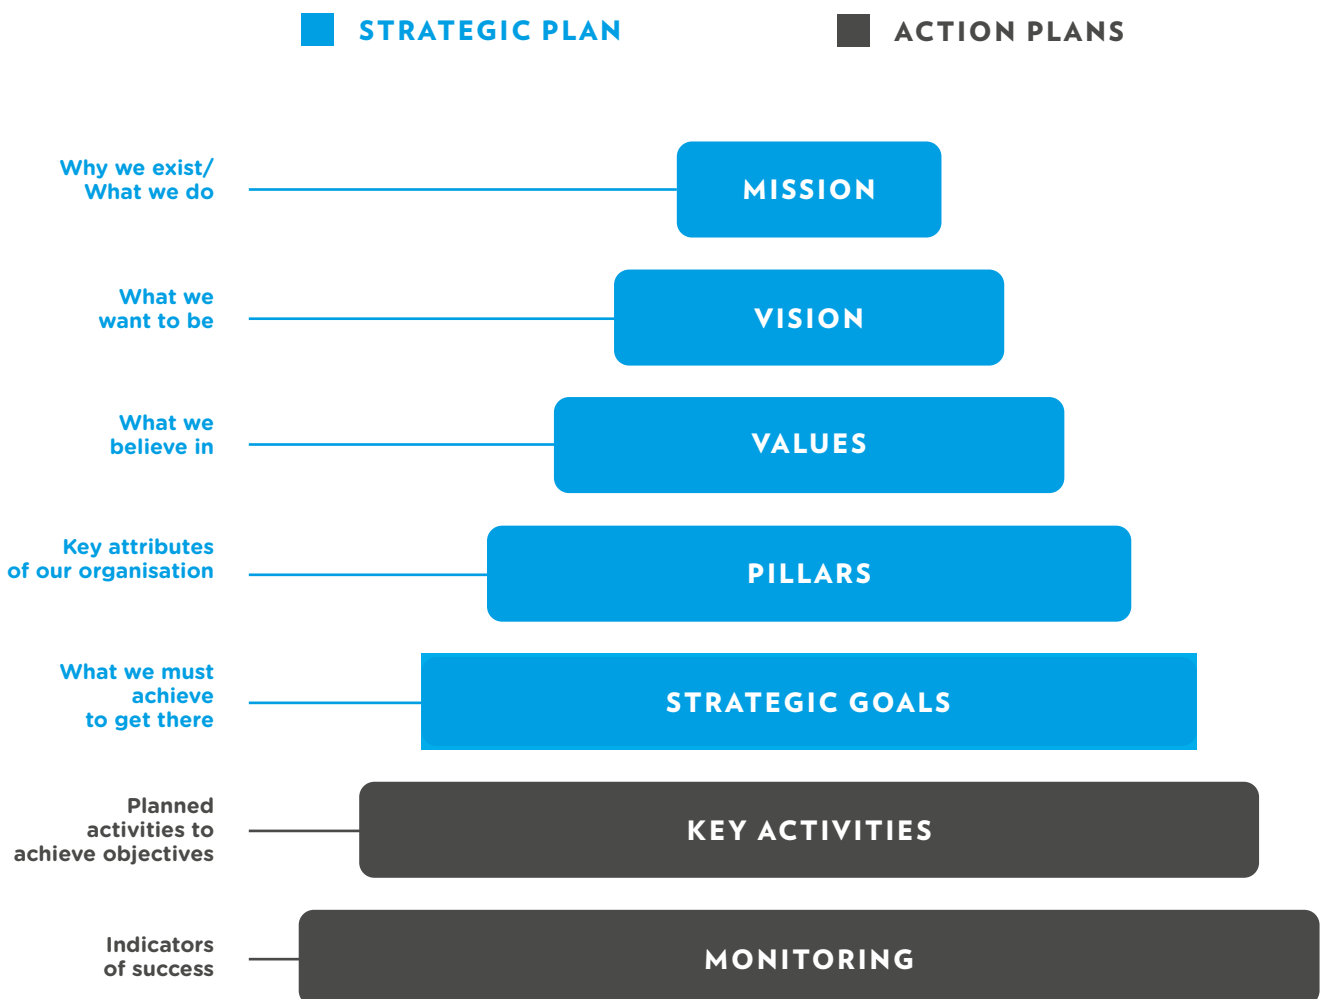 STRATEGIC PLAN
ACTION PLANS
Why we exist/
What we do
MISSION
What we
want to be
VISION
What we
believe in
VALUES
Key attributes
of our organisation
PILLARS
What we must
achieve
to get there
STRATEGIC GOALS
Planned
activities to
achieve objectives
KEY ACTIVITIES
Indicators
of success
MONITORING